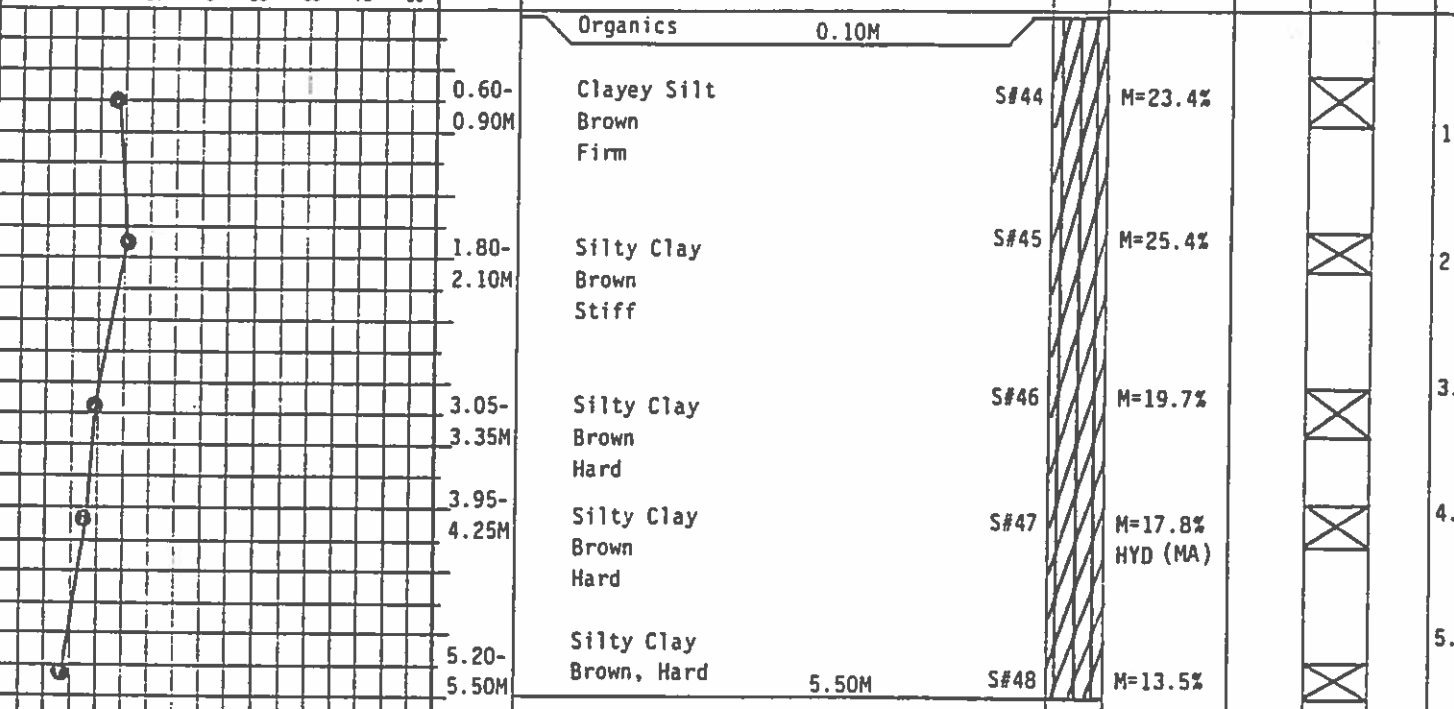 Organics 0.10M
0.60- Clayey Silt S#44 M=23.4%
0.90M Brown
Firm
1
1.80- Silty Clay S#45 M=25.4%
2.10M Brown
2
Stiff
3.05- Silty Clay S#46 M=19.7%
3.
3.35M Brown
Hard
3.95-
4.25M Silty Clay S#47 M=17.8%
4.
Brown HYD (MA)
Hard
Silty Clay
5.
5.20- Brown, Hard
5.50M 5.50M S#48 M=13.5%